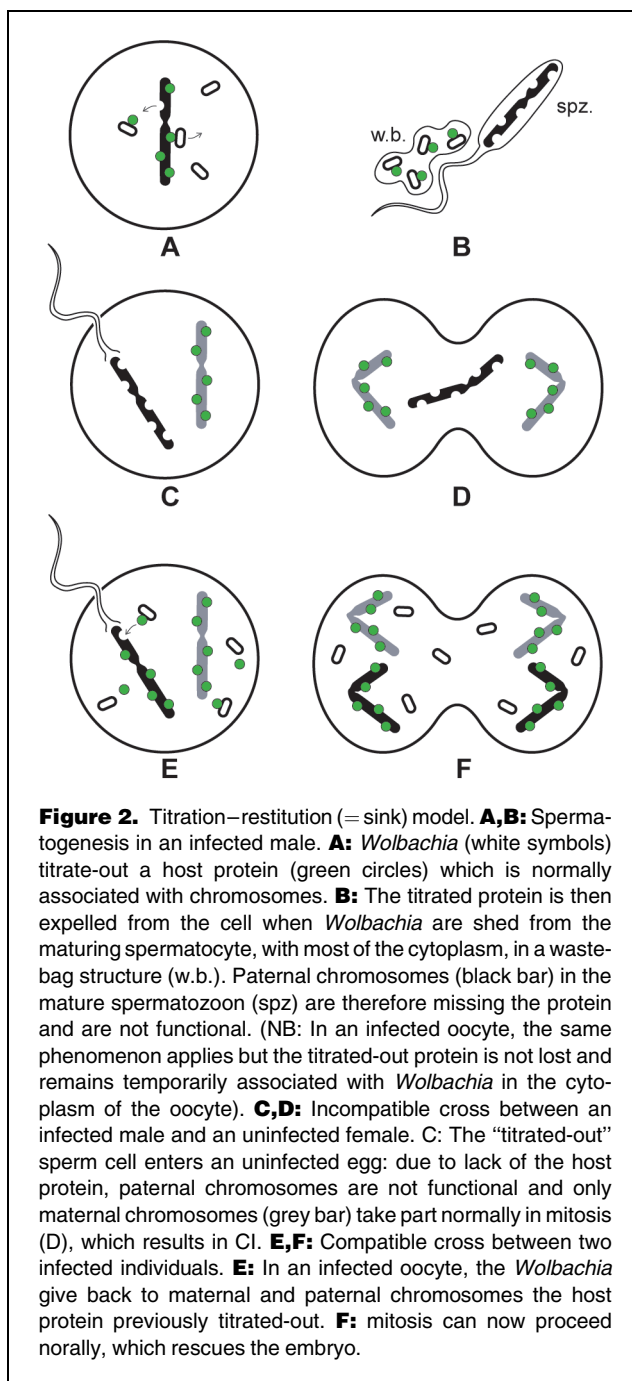 w.b.
spz.
A
B
C
D
E
F
Figure 2. Titration–restitution (= sink) model. A,B: Sperma-
togenesis in an infected male. A: Wolbachia (white symbols)
titrate-out a host protein (green circles) which is normally
associated with chromosomes. B: The titrated protein is then
expelled from the cell when Wolbachia are shed from the
maturing spermatocyte, with most of the cytoplasm, in a waste-
bag structure (w.b.). Paternal chromosomes (black bar) in the
mature spermatozoon (spz) are therefore missing the protein
and are not functional. (NB: In an infected oocyte, the same
phenomenon applies but the titrated-out protein is not lost and
remains temporarily associated with Wolbachia in the cyto-
plasm of the oocyte). C,D: Incompatible cross between an
infected male and an uninfected female. C: The “titrated-out”
sperm cell enters an uninfected egg: due to lack of the host
protein, paternal chromosomes are not functional and only
maternal chromosomes (grey bar) take part normally in mitosis
(D), which results in CI. E,F: Compatible cross between two
infected individuals. E: In an infected oocyte, the Wolbachia
give back to maternal and paternal chromosomes the host
protein previously titrated-out. F: mitosis can now proceed
norally, which rescues the embryo.